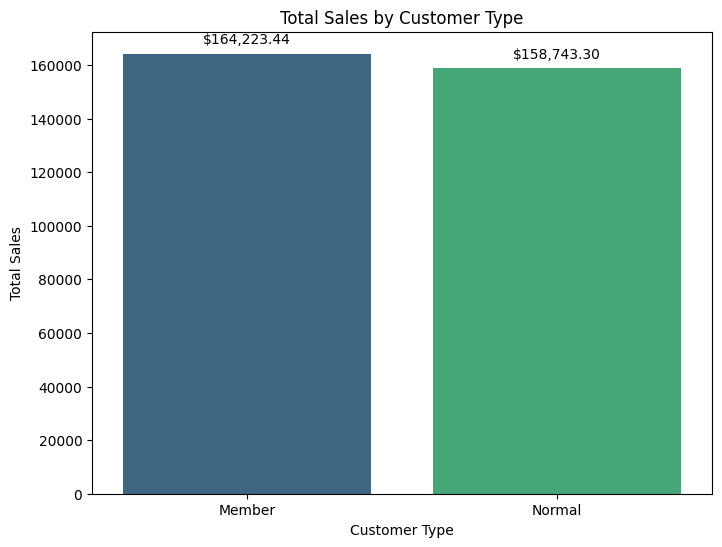 Total Sales by Customer Type
$164,223.44
$158,743.30
160000
140000
120000
100000
80000
60000
40000
20000
0
Total Sales
Member
Normal
Customer Type